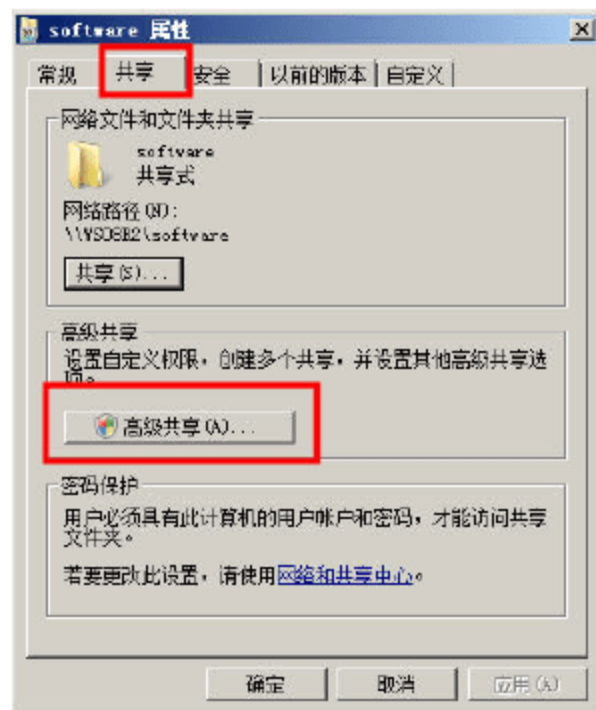 software 属性
常规
共享
安全
以前的版本
自定义
网络文件和文件夹共享
software
共享式
网络路径(N):
\\WS08R2\software
共享(S)...
高级共享
设置自定义权限，创建多个共享，并设置其他高级共享选
项。
高级共享(A)...
密码保护
用户必须具有此计算机的用户帐户和密码，才能访问共享
文件夹。
若要更改此设置，请使用网络和共享中心。
确定
取消
应用(A)